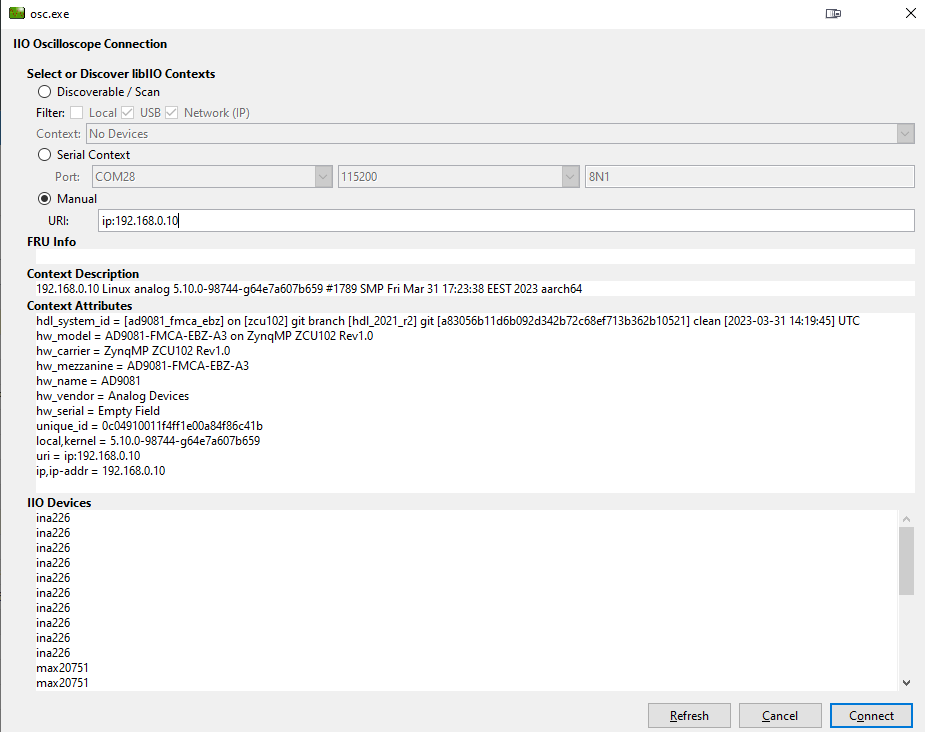 osc.exe
IIO Oscilloscope Connection
Select or Discover libIIO Contexts
Discoverable / Scan
Filter: Local USB Network (IP)
Context: No Devices
Serial Context
Port: COM28 115200 8N1
Manual
URI: ip:192.168.0.10
FRU Info
Context Description
192.168.0.10 Linux analog 5.10.0-98744-g64e7a607b659 #1789 SMP Fri Mar 31 17:23:38 EEST 2023 aarch64
Context Attributes
hdl_system_id = [ad9081_fmca_ebz] on [zcu102] git branch [hdl_2021_r2] git [a83056b11d6b092d342b72c68ef713b362b10521] clean [2023-03-31 14:19:45] UTC
hw_model = AD9081-FMCA-EBZ-A3 on ZynqMP ZCU102 Rev1.0
hw_carrier = ZynqMP ZCU102 Rev1.0
hw_mezzanine = AD9081-FMCA-EBZ-A3
hw_name = AD9081
hw_vendor = Analog Devices
hw_serial = Empty Field
unique_id = 0c04910011f4ff1e00a84f86c41b
local,kernel = 5.10.0-98744-g64e7a607b659
uri = ip:192.168.0.10
ip,ip-addr = 192.168.0.10
IIO Devices
ina226
ina226
ina226
ina226
ina226
ina226
ina226
ina226
ina226
ina226
max20751
max20751
Refresh Cancel Connect